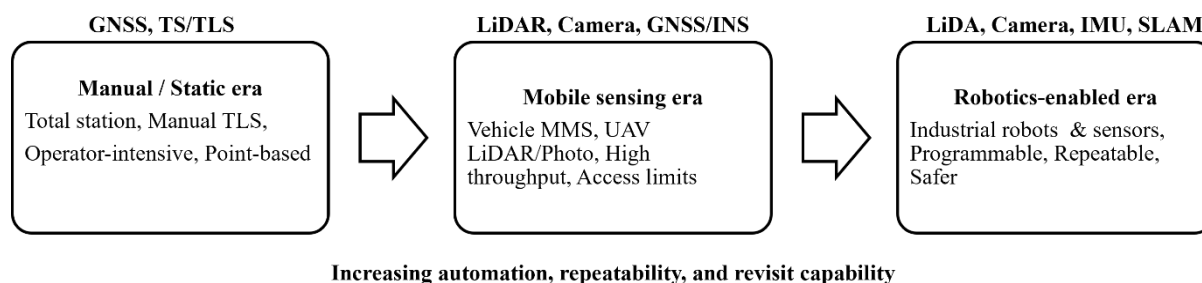 GNSS, TS/TLS
Manual / Static era
Total station, Manual TLS,
Operator-intensive, Point-based
LiDAR, Camera, GNSS/INS
Mobile sensing era
Vehicle MMS, UAV
LiDAR/Photo, High
throughput, Access limits
LiDA, Camera, IMU, SLAM
Robotics-enabled era
Industrial robots & sensors,
Programmable, Repeatable,
Safer
Increasing automation, repeatability, and revisit capability